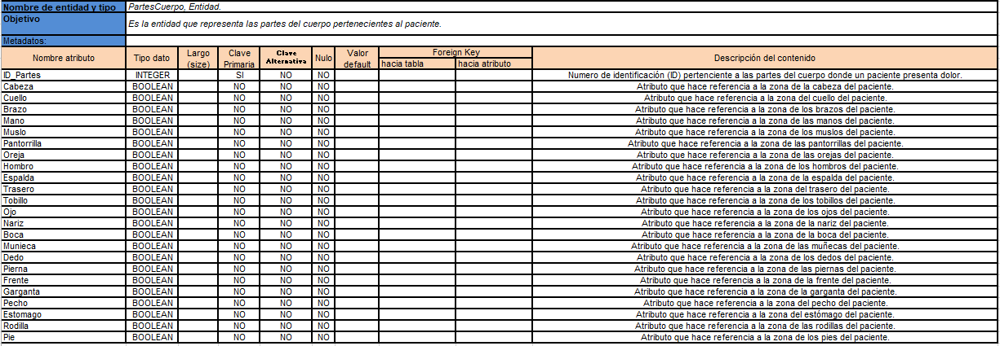 Nombre de entidad y tipo PartesCuerpo, Entidad.
Objetivo Es la entidad que representa las partes del cuerpo pertenecientes al paciente.
Metadatos:
Nombre atributo Tipo dato Largo (size) Clave Primaria Clave Alternativa Nulo Valor default Foreign Key hacia tabla hacia atributo Descripción del contenido
ID_Partes INTEGER SI NO NO Numero de identificación (ID) perteneciente a las partes del cuerpo donde un paciente presenta dolor.
Cabeza BOOLEAN NO NO NO Atributo que hace referencia a la zona de la cabeza del paciente.
Cuello BOOLEAN NO NO NO Atributo que hace referencia a la zona del cuello del paciente.
Brazo BOOLEAN NO NO NO Atributo que hace referencia a la zona de los brazos del paciente.
Mano BOOLEAN NO NO NO Atributo que hace referencia a la zona de las manos del paciente.
Muslo BOOLEAN NO NO NO Atributo que hace referencia a la zona de los muslos del paciente.
Pantorrilla BOOLEAN NO NO NO Atributo que hace referencia a la zona de las pantorrillas del paciente.
Oreja BOOLEAN NO NO NO Atributo que hace referencia a la zona de las orejas del paciente.
Hombro BOOLEAN NO NO NO Atributo que hace referencia a la zona de los hombros del paciente.
Espalda BOOLEAN NO NO NO Atributo que hace referencia a la zona de la espalda del paciente.
Trasero BOOLEAN NO NO NO Atributo que hace referencia a la zona del trasero del paciente.
Tobillo BOOLEAN NO NO NO Atributo que hace referencia a la zona de los tobillos del paciente.
Ojo BOOLEAN NO NO NO Atributo que hace referencia a la zona de los ojos del paciente.
Nariz BOOLEAN NO NO NO Atributo que hace referencia a la zona de la nariz del paciente.
Boca BOOLEAN NO NO NO Atributo que hace referencia a la zona de la boca del paciente.
Munieca BOOLEAN NO NO NO Atributo que hace referencia a la zona de las muñecas del paciente.
Dedo BOOLEAN NO NO NO Atributo que hace referencia a la zona de los dedos del paciente.
Pierna BOOLEAN NO NO NO Atributo que hace referencia a la zona de las piernas del paciente.
Frente BOOLEAN NO NO NO Atributo que hace referencia a la zona de la frente del paciente.
Garganta BOOLEAN NO NO NO Atributo que hace referencia a la zona de la garganta del paciente.
Pecho BOOLEAN NO NO NO Atributo que hace referencia a la zona del pecho del paciente.
Estomago BOOLEAN NO NO NO Atributo que hace referencia a la zona del estómago del paciente.
Rodilla BOOLEAN NO NO NO Atributo que hace referencia a la zona de las rodillas del paciente.
Pie BOOLEAN NO NO NO Atributo que hace referencia a la zona de los pies del paciente.